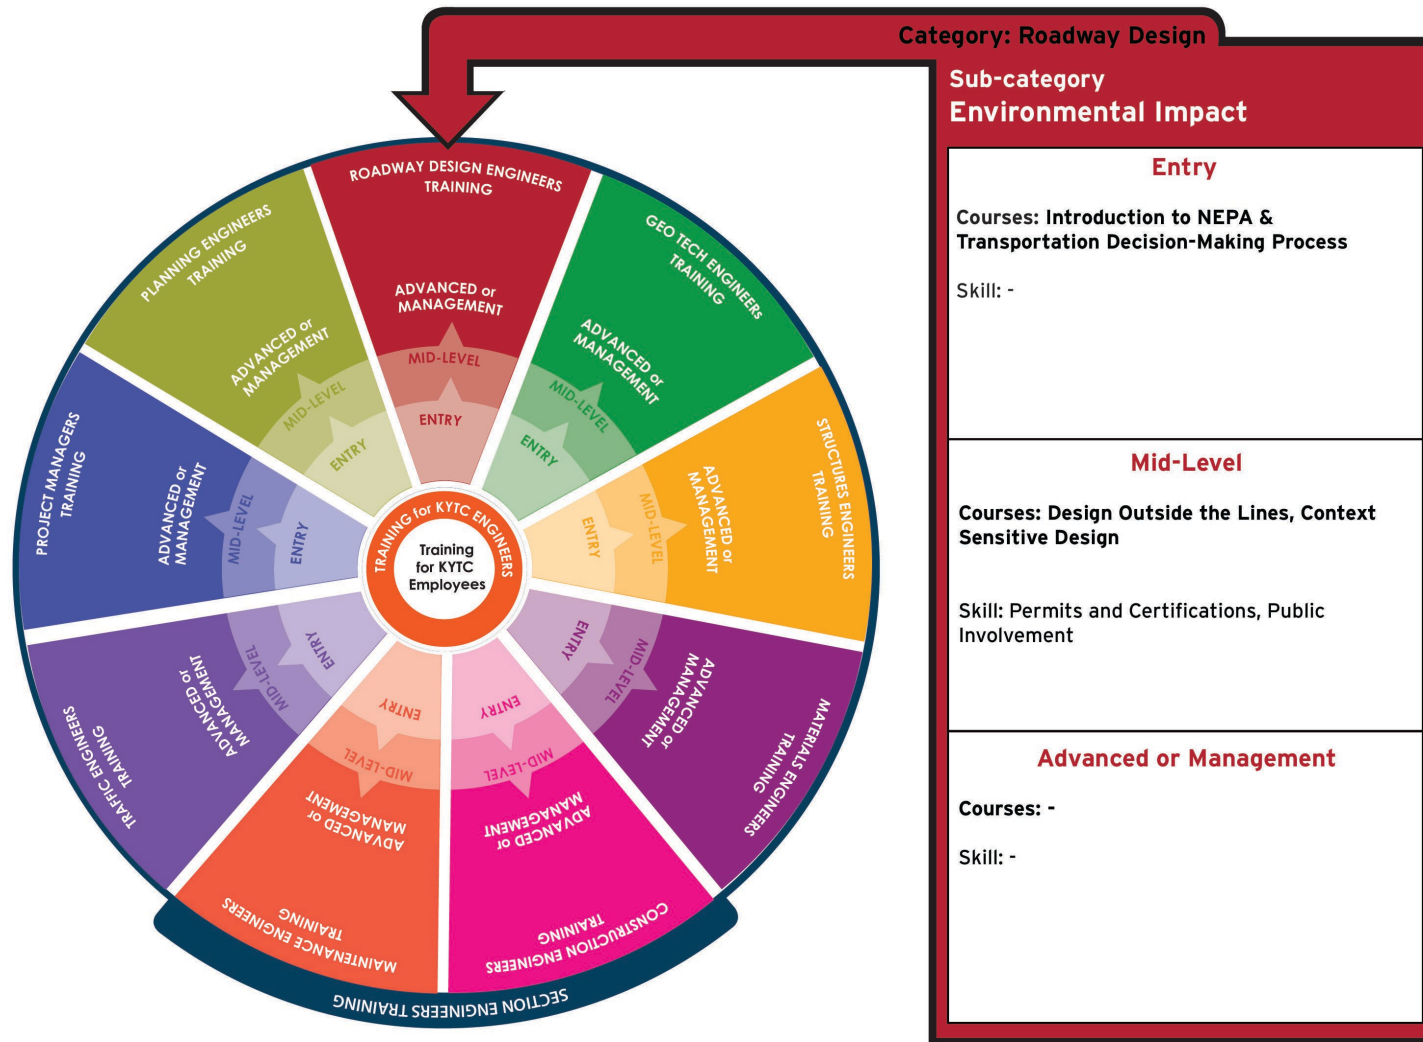 Category: Roadway Design
Sub-category
Environmental Impact
Entry
Courses: Introduction to NEPA &
Transportation Decision-Making Process
Skill: -
Mid-Level
Courses: Design Outside the Lines, Context
Sensitive Design
Skill: Permits and Certifications, Public
Involvement
Advanced or Management
Courses: -
Skill: -
ROADWAY DESIGN ENGINEERS
TRAINING
ADVANCED or
MANAGEMENT
MID-LEVEL
ENTRY
GEO TECH ENGINEERs
TRAINING
ADVANCED or
MANAGEMENT
MID-LEVEL
ENTRY
STRUCTURES ENGINEERS
TRAINING
ADVANCED or
MANAGEMENT
MID-LEVEL
ENTRY
MATERIALS ENGINEERS
TRAINING
ADVANCED or
MANAGEMENT
MID-LEVEL
ENTRY
CONSTRUCTION ENGINEERS
TRAINING
ADVANCED or
MANAGEMENT
MID-LEVEL
ENTRY
MAINTENANCE ENGINEERS
TRAINING
ADVANCED or
MANAGEMENT
MID-LEVEL
ENTRY
TRAFFIC ENGINEERS
TRAINING
ADVANCED or
MANAGEMENT
MID-LEVEL
ENTRY
PROJECT MANAGERS
TRAINING
ADVANCED or
MANAGEMENT
MID-LEVEL
ENTRY
PLANNING ENGINEERS
TRAINING
ADVANCED or
MANAGEMENT
MID-LEVEL
ENTRY
TRAINING for KYTC ENGINEERS
Training
for KYTC
Employees
SECTION ENGINEERS TRAINING